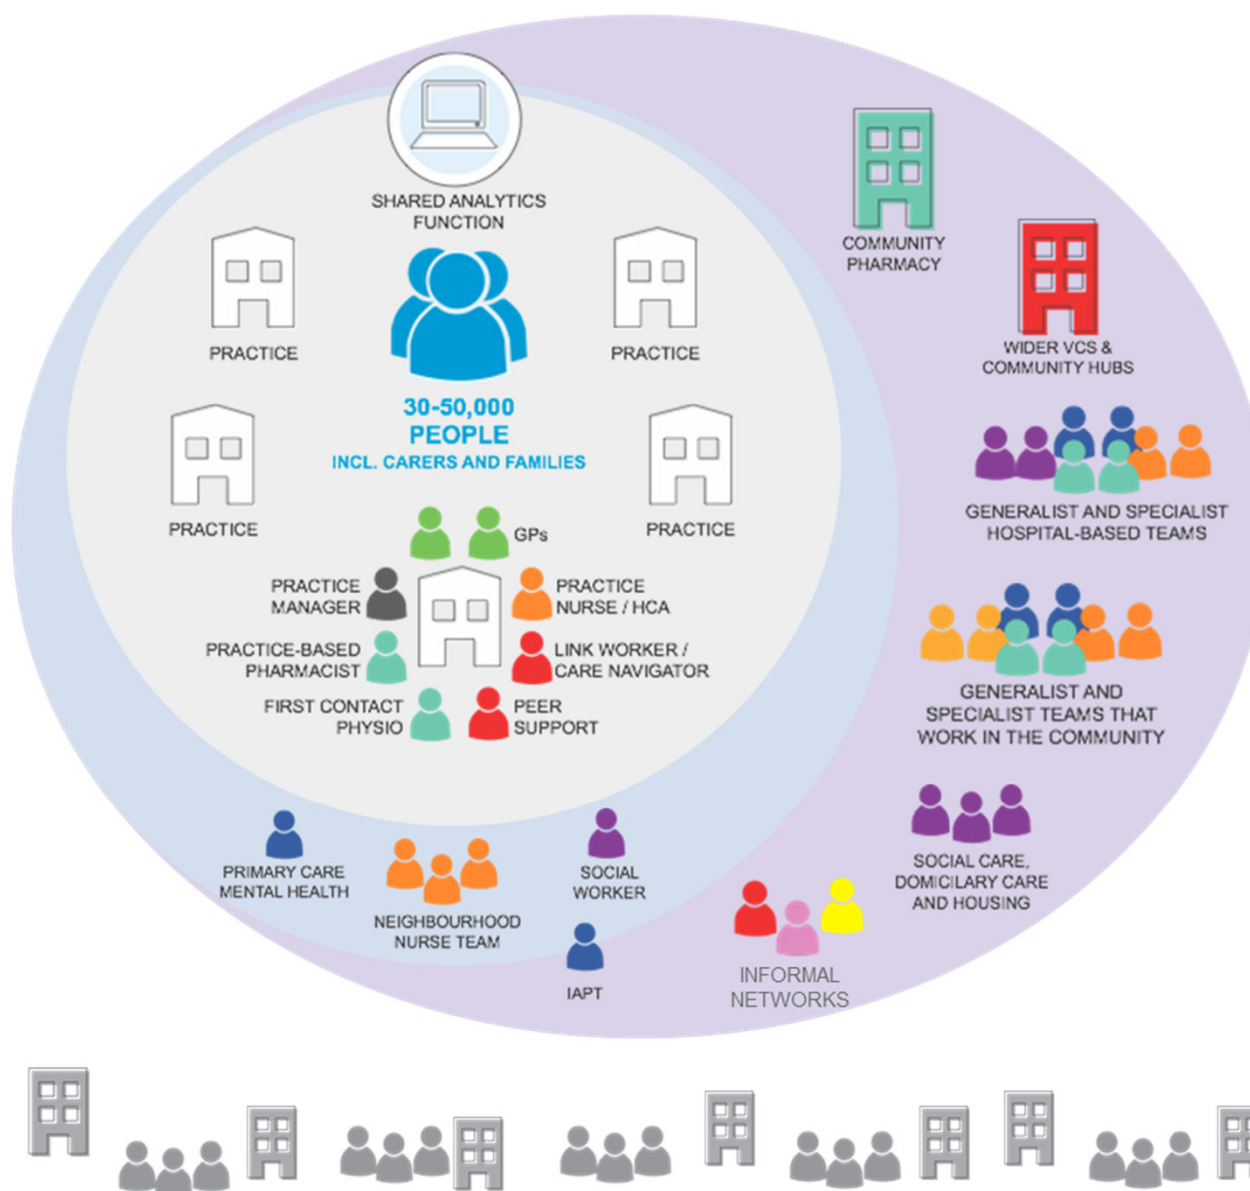 SHARED ANALYTICS
FUNCTION
PRACTICE
PRACTICE
30-50,000
PEOPLE
INCL. CARERS AND FAMILIES
PRACTICE
PRACTICE
GPs
PRACTICE
MANAGER
PRACTICE
NURSE / HCA
PRACTICE-BASED
PHARMACIST
LINK WORKER /
CARE NAVIGATOR
FIRST CONTACT
PHYSIO
PEER
SUPPORT
PRIMARY CARE
MENTAL HEALTH
NEIGHBOURHOOD
NURSE TEAM
SOCIAL
WORKER
IAPT
COMMUNITY
PHARMACY
WIDER VCS &
COMMUNITY HUBS
GENERALIST AND SPECIALIST
HOSPITAL-BASED TEAMS
GENERALIST AND
SPECIALIST TEAMS THAT
WORK IN THE COMMUNITY
SOCIAL CARE,
DOMICILARY CARE
AND HOUSING
INFORMAL
NETWORKS